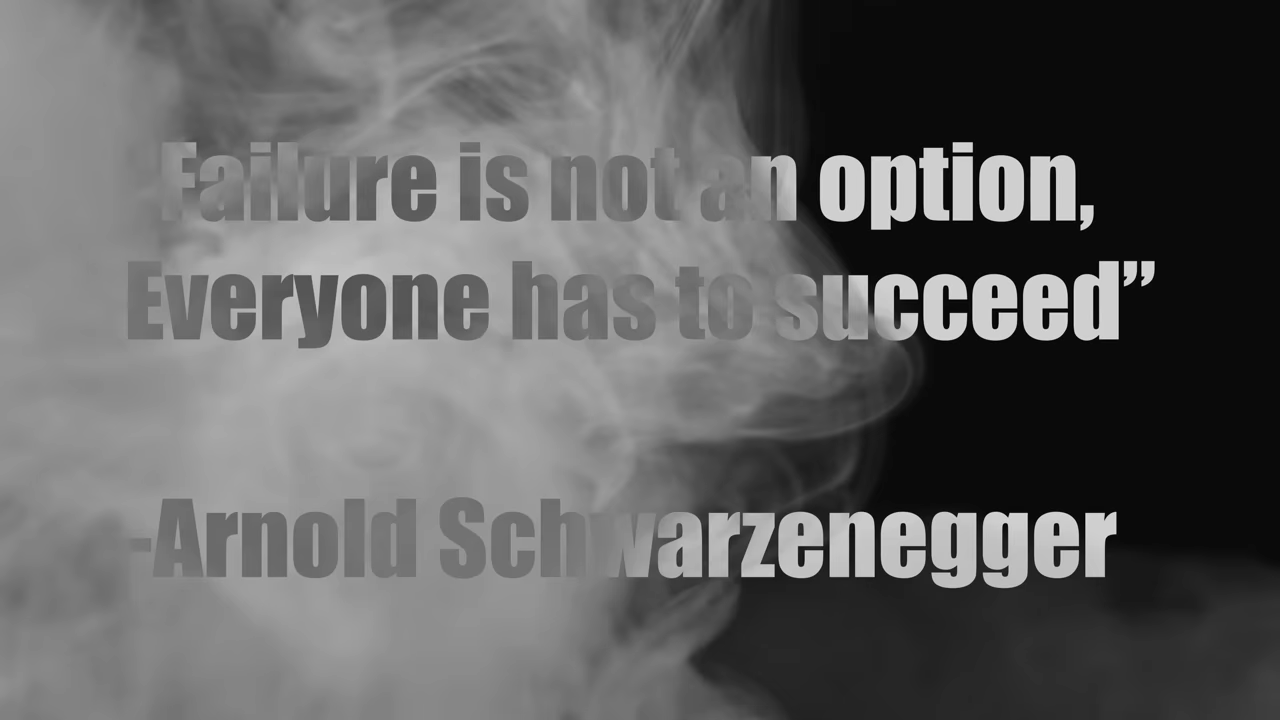 Failure is not an option,
Everyone has to succeed”
-Arnold Schwarzenegger